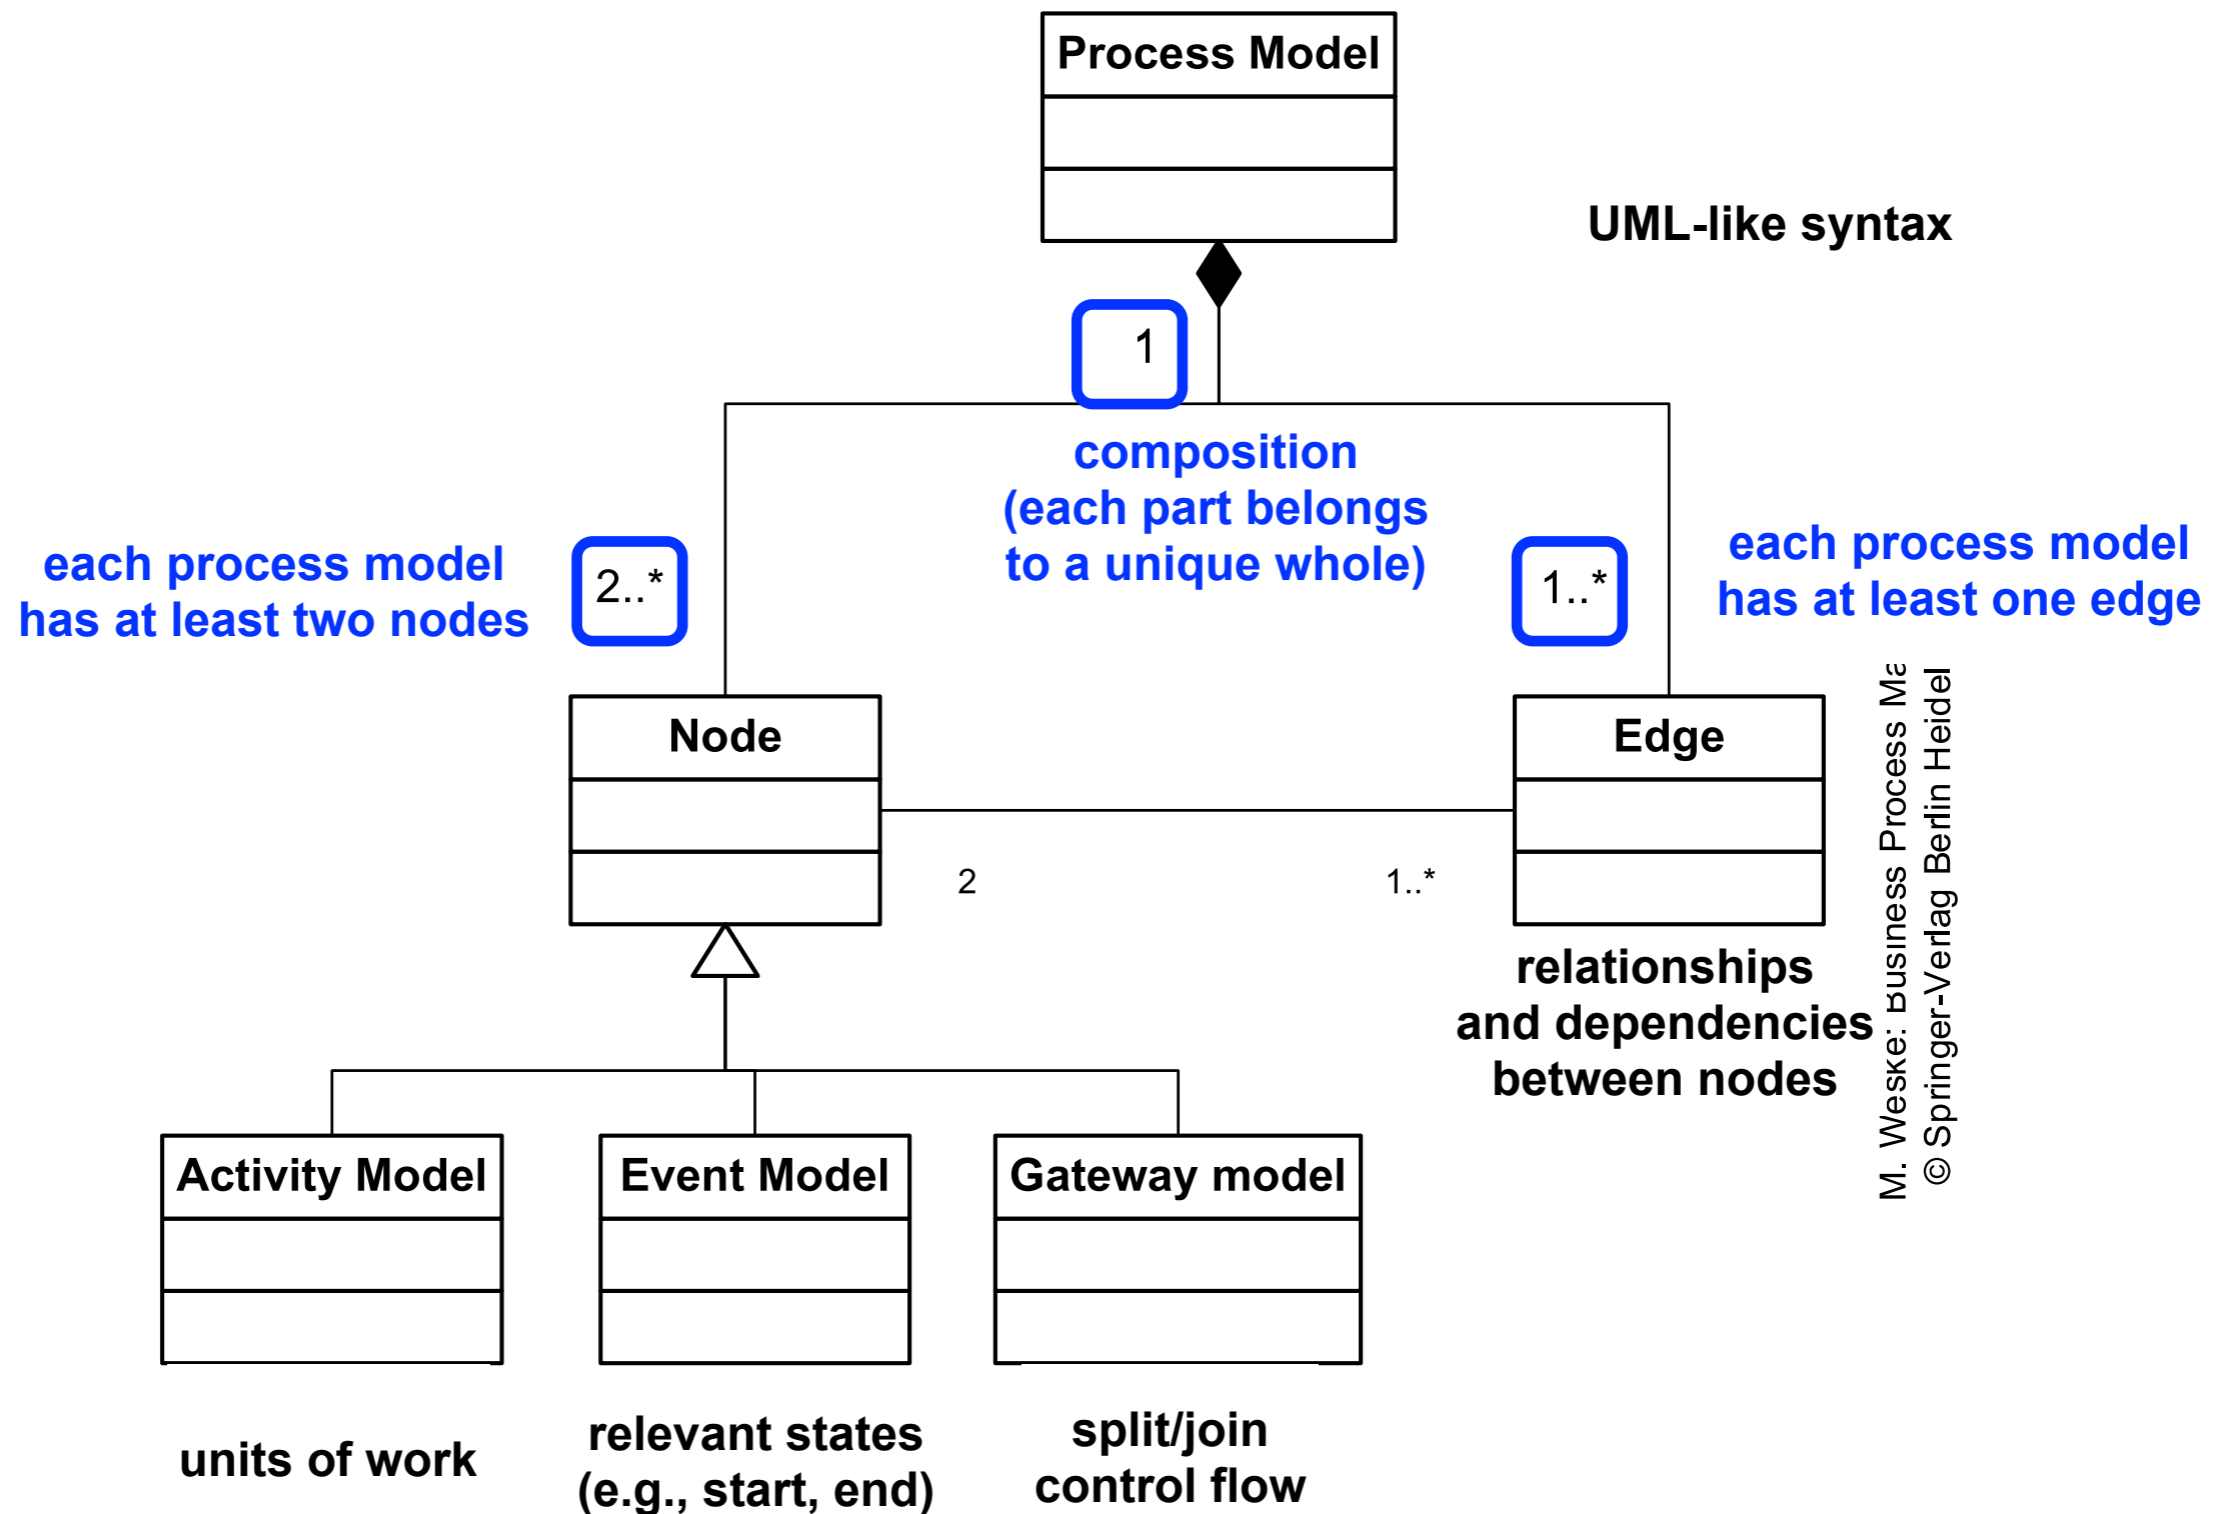 Process Model
UML-like syntax
1
composition
(each part belongs
to a unique whole)
each process model
has at least two nodes
2..*
1..*
each process model
has at least one edge
Node
Edge
2
1..*
relationships
and dependencies
between nodes
M. Weske: Business Process Ma
© Springer-Verlag Berlin Heidel
Activity Model
Event Model
Gateway model
units of work
relevant states
(e.g., start, end)
split/join
control flow